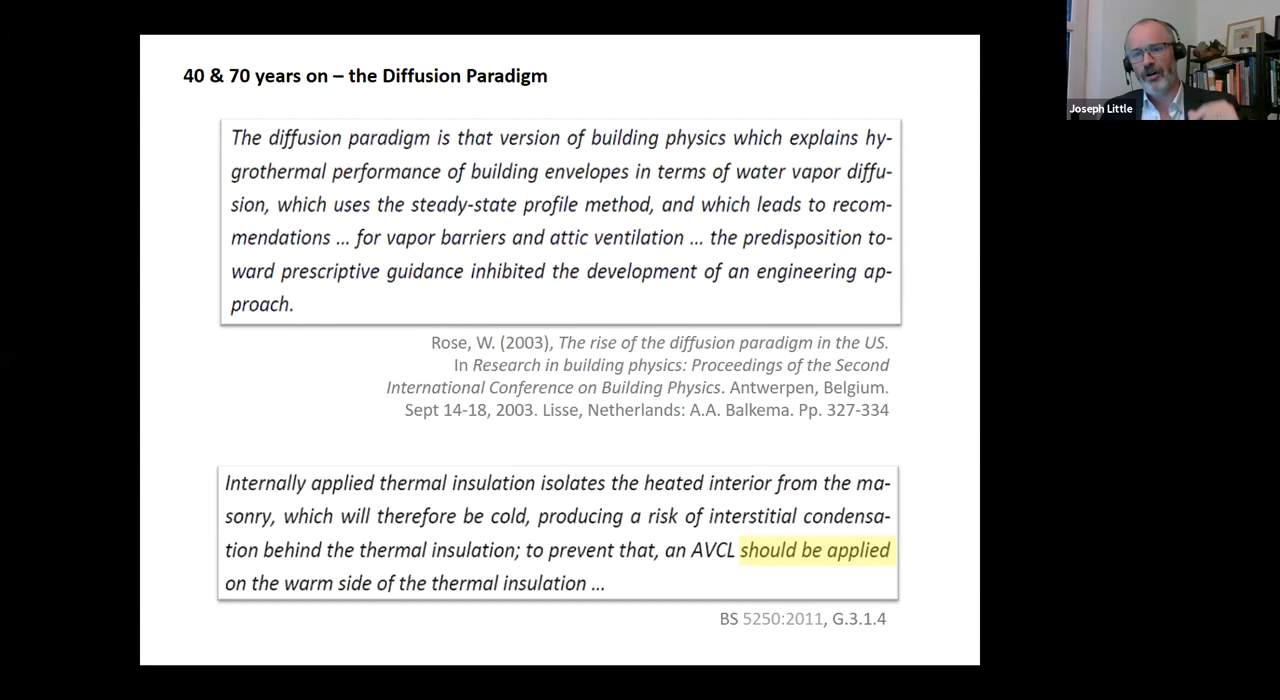 40 & 70 years on – the Diffusion Paradigm
Joseph Little
The diffusion paradigm is that version of building physics which explains hy-
grothermal performance of building envelopes in terms of water vapor diffu-
sion, which uses the steady-state profile method, and which leads to recom-
mendations ... for vapor barriers and attic ventilation ... the predisposition to-
ward prescriptive guidance inhibited the development of an engineering ap-
proach.
Rose, W. (2003), The rise of the diffusion paradigm in the US.
In Research in building physics: Proceedings of the Second
International Conference on Building Physics. Antwerpen, Belgium.
Sept 14-18, 2003. Lisse, Netherlands: A.A. Balkema. Pp. 327-334
Internally applied thermal insulation isolates the heated interior from the ma-
sonry, which will therefore be cold, producing a risk of interstitial condensa-
tion behind the thermal insulation; to prevent that, an AVCL should be applied
on the warm side of the thermal insulation ...
BS 5250:2011, G.3.1.4